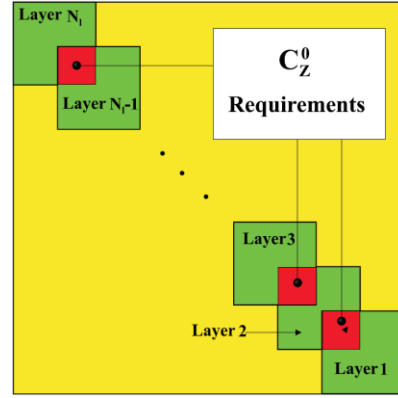 Layer N_l
C_Z^0
Requirements
Layer N_l-1
Layer3
Layer 2
Layer 1